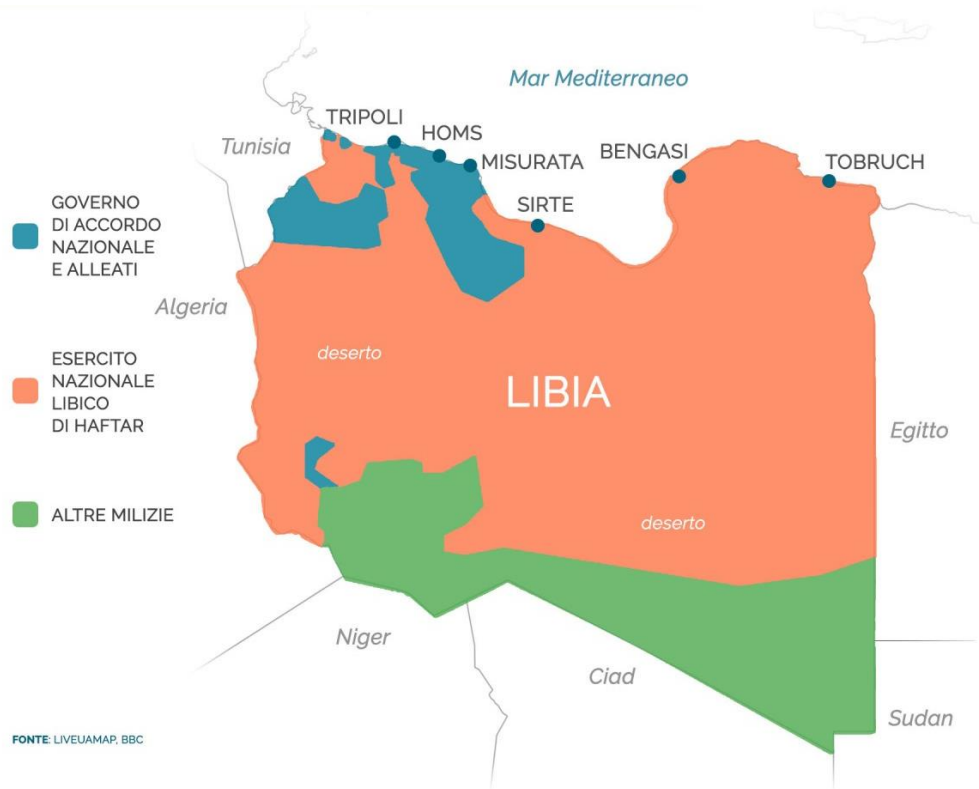 Mar Mediterraneo
TRIPOLI
HOMS
MISURATA
SIRTE
BENGASI
TOBRUCH
Tunisia
GOVERNO
DI ACCORDO
NAZIONALE
E ALLEATI
Algeria
deserto
LIBIA
ESERCITO
NAZIONALE
LIBICO
DI HAFTAR
Egitto
ALTRE MILIZIE
deserto
Niger
Ciad
Sudan
FONTE: LIVEUAMAP, BBC